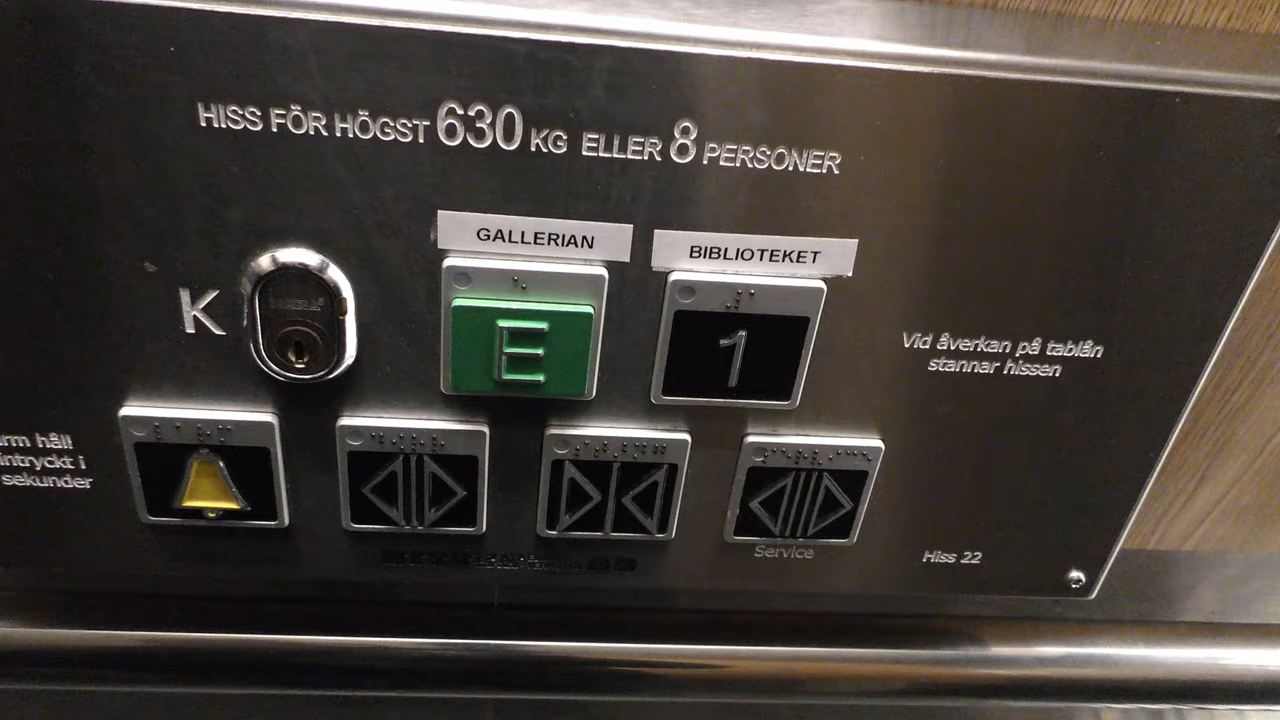 HISS FÖR HÖGST 630 KG ELLER 8 PERSONER
GALLERIAN
BIBLIOTEKET
K
E
1
Vid åverkan på tablån
stannar hissen
håll
intryckt i
sekunder
Service
Hiss 22